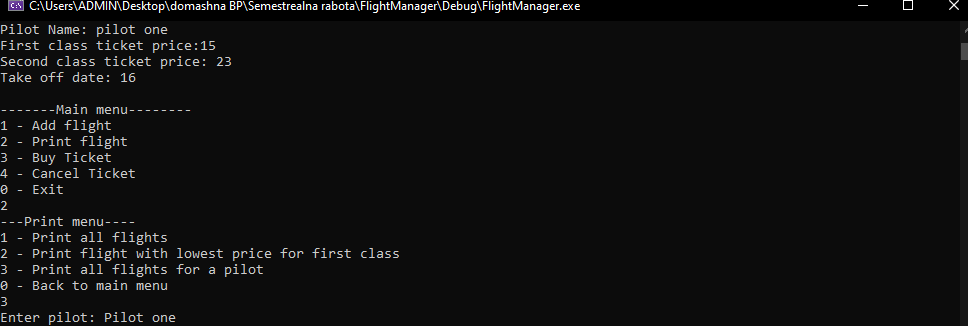 C:\Users\ADMIN\Desktop\domashna BP\Semestrealna rabota\FlightManager\Debug\FlightManager.exe
Pilot Name: pilot one
First class ticket price:15
Second class ticket price: 23
Take off date: 16
-------Main menu--------
1 - Add flight
2 - Print flight
3 - Buy Ticket
4 - Cancel Ticket
0 - Exit
2
---Print menu----
1 - Print all flights
2 - Print flight with lowest price for first class
3 - Print all flights for a pilot
0 - Back to main menu
3
Enter pilot: Pilot one